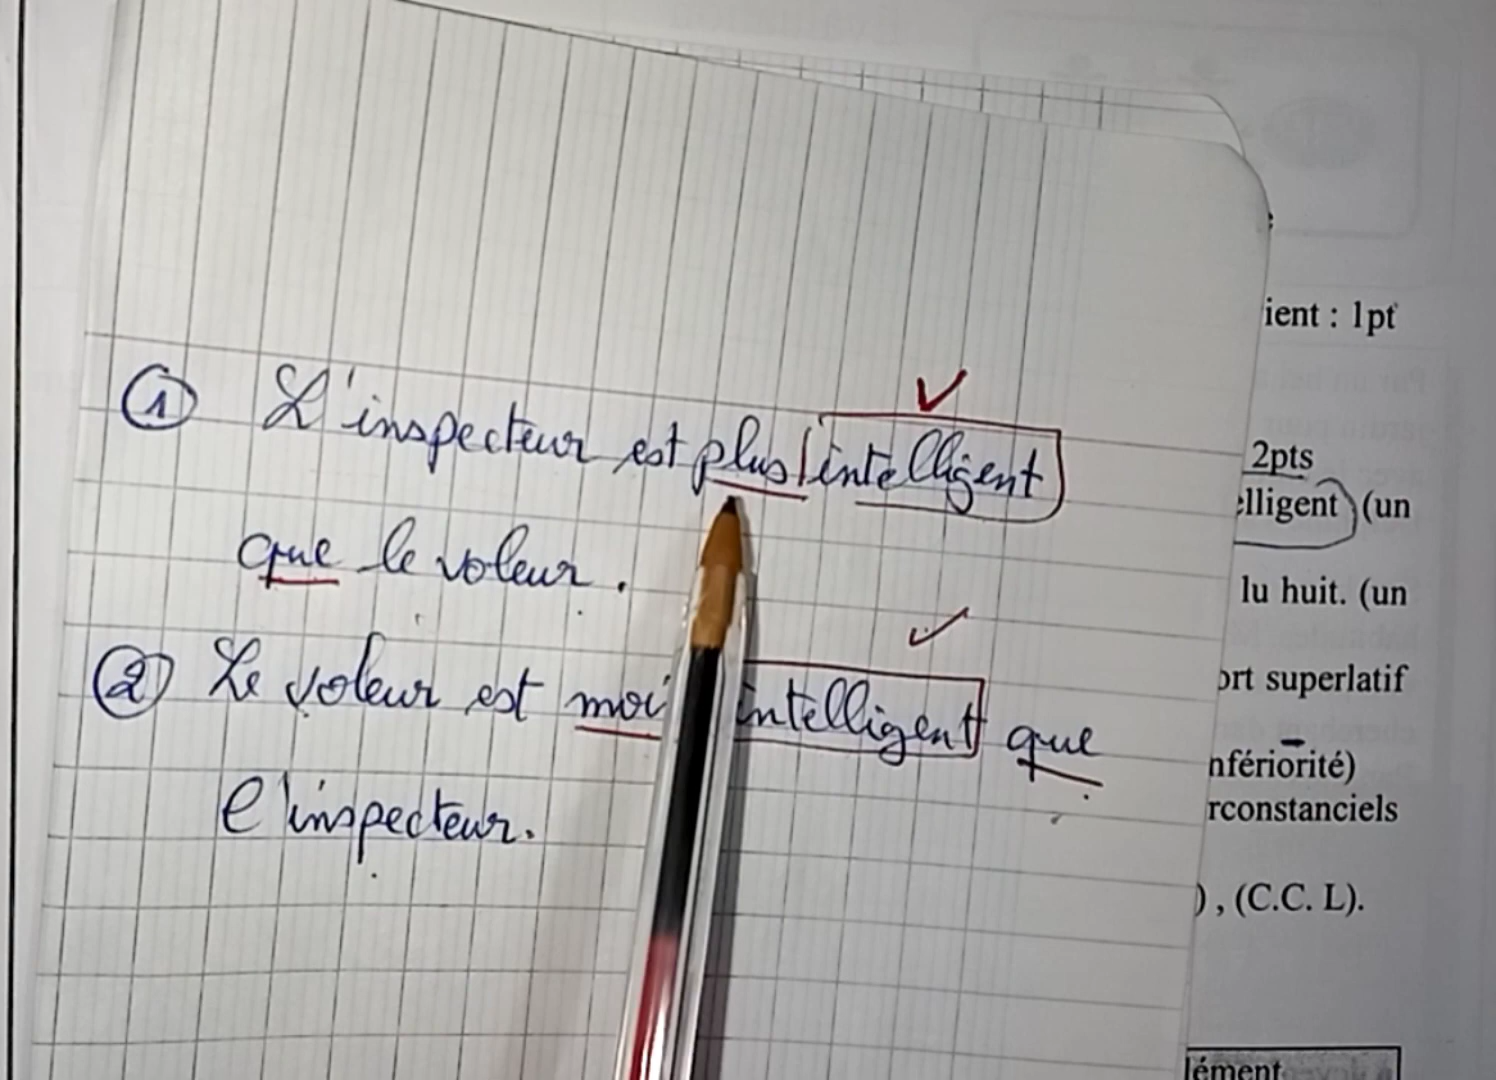 ient : 1pt
① L'inspecteur est plus intelligent
que le voleur.
② Le voleur est moi intelligent que
l'inspecteur.
2pts
elligent (un
lu huit. (un
ort superlatif
nfériorité)
rconstanciels
) , (C.C. L).
lément